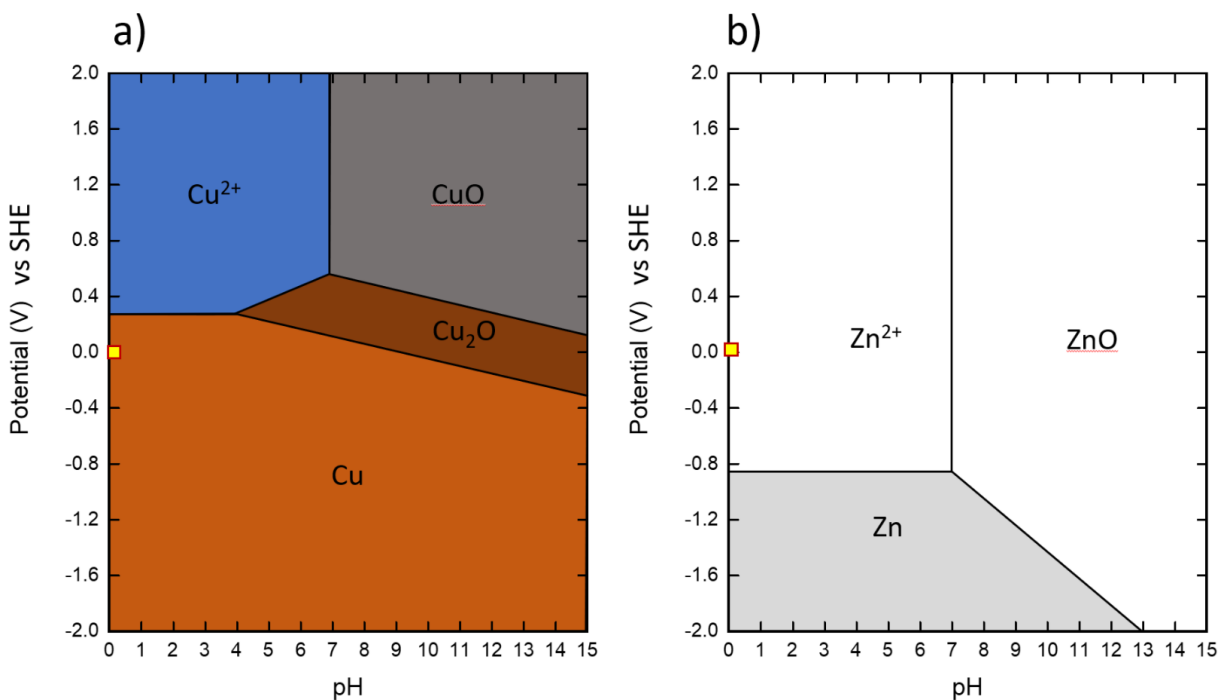 a)
2.0
1.6
1.2
0.8
0.4
0.0
-0.4
-0.8
-1.2
-1.6
-2.0
Potential (V) vs SHE
Cu²⁺
CuO
Cu₂O
Cu
0 1 2 3 4 5 6 7 8 9 10 11 12 13 14 15
pH
b)
2.0
1.6
1.2
0.8
0.4
0.0
-0.4
-0.8
-1.2
-1.6
-2.0
Potential (V) vs SHE
Zn²⁺
ZnO
Zn
0 1 2 3 4 5 6 7 8 9 10 11 12 13 14 15
pH